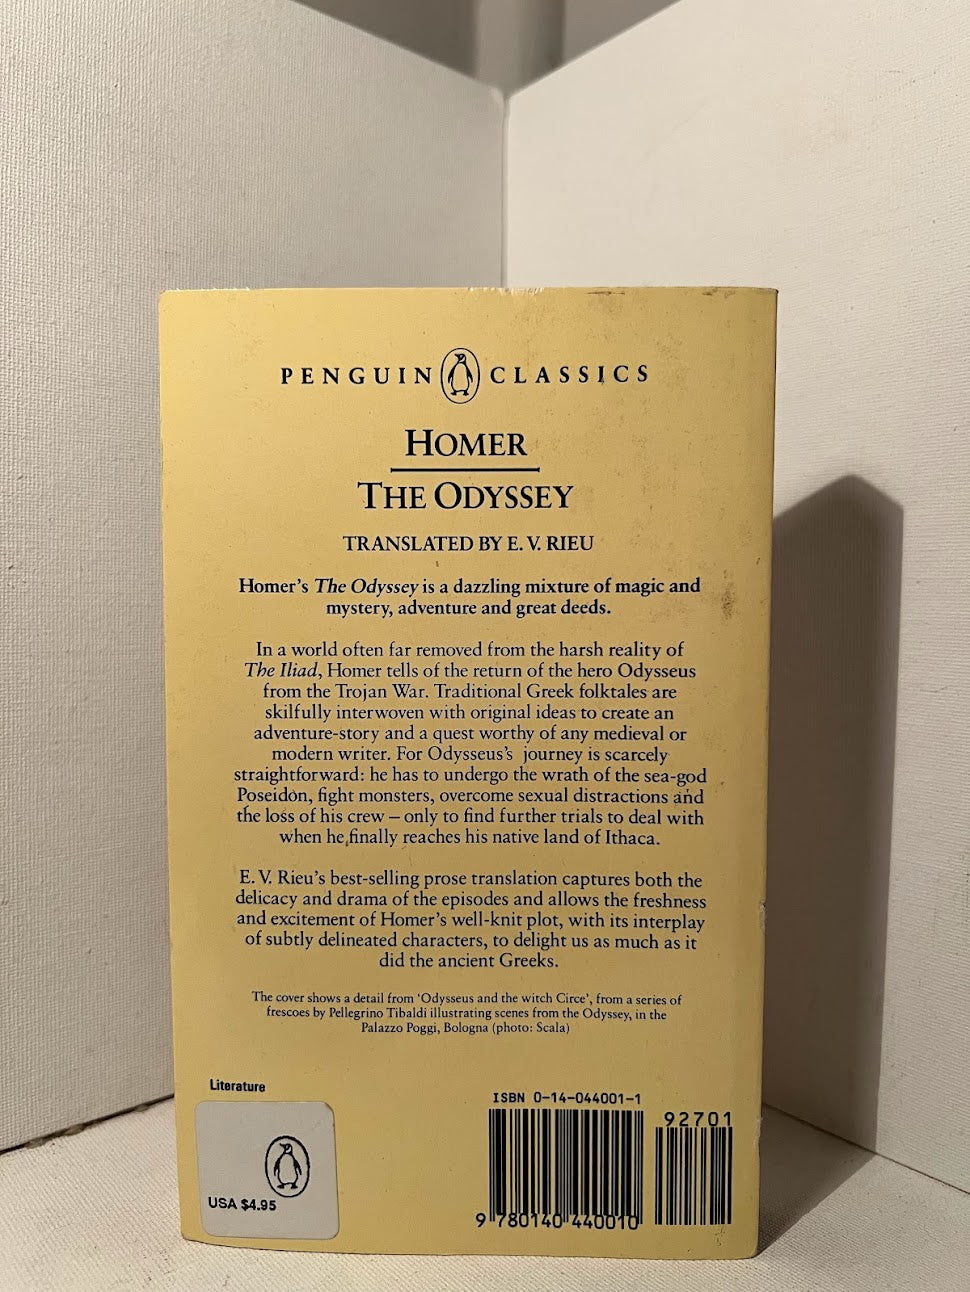 PENGUIN CLASSICS
HOMER
THE ODYSSEY
TRANSLATED BY E. V. RIEU
Homer's The Odyssey is a dazzling mixture of magic and
mystery, adventure and great deeds.
In a world often far removed from the harsh reality of
The Iliad, Homer tells of the return of the hero Odysseus
from the Trojan War. Traditional Greek folktales are
skilfully interwoven with original ideas to create an
adventure-story and a quest worthy of any medieval or
modern writer. For Odysseus's journey is scarcely
straightforward: he has to undergo the wrath of the sea-god
Poseidon, fight monsters, overcome sexual distractions and
the loss of his crew – only to find further trials to deal with
when he finally reaches his native land of Ithaca.
E. V. Rieu's best-selling prose translation captures both the
delicacy and drama of the episodes and allows the freshness
and excitement of Homer's well-knit plot, with its interplay
of subtly delineated characters, to delight us as much as it
did the ancient Greeks.
The cover shows a detail from 'Odysseus and the witch Circe', from a series of
frescoes by Pellegrino Tibaldi illustrating scenes from the Odyssey, in the
Palazzo Poggi, Bologna (photo: Scala)
Literature
USA $4.95
ISBN 0-14-044001-1
92701
9 780140 440010